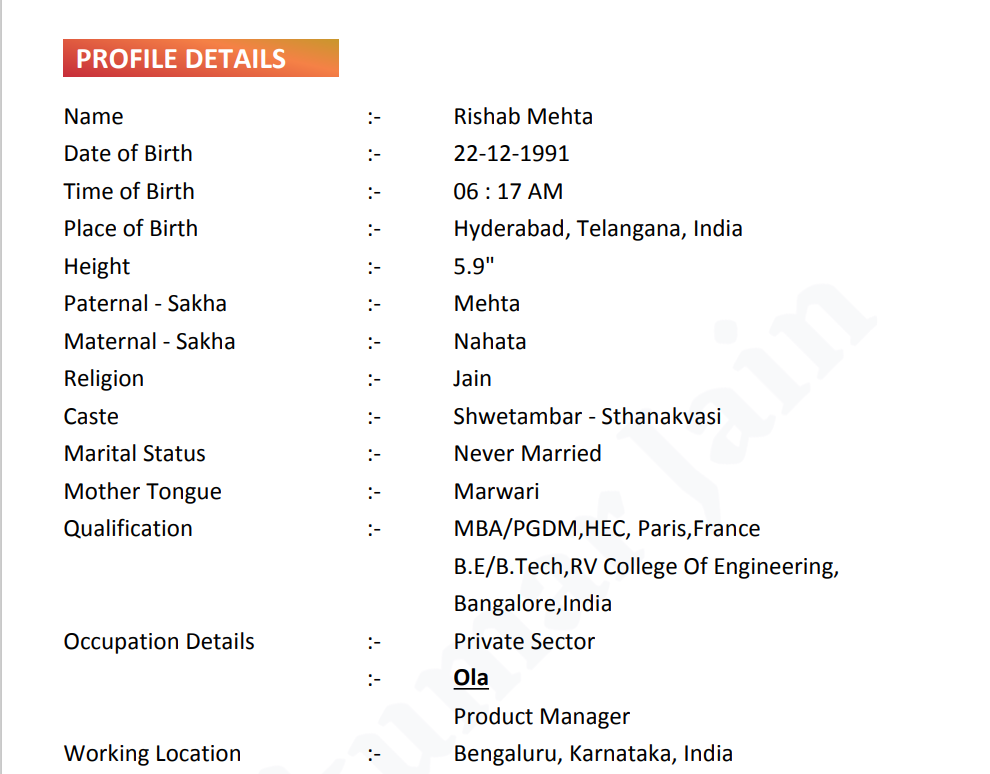 PROFILE DETAILS
Name :- Rishab Mehta
Date of Birth :- 22-12-1991
Time of Birth :- 06 : 17 AM
Place of Birth :- Hyderabad, Telangana, India
Height :- 5.9"
Paternal - Sakha :- Mehta
Maternal - Sakha :- Nahata
Religion :- Jain
Caste :- Shwetambar - Sthanakvasi
Marital Status :- Never Married
Mother Tongue :- Marwari
Qualification :- MBA/PGDM,HEC, Paris,France
B.E/B.Tech,RV College Of Engineering,
Bangalore,India
Occupation Details :- Private Sector
:- Ola
Product Manager
Working Location :- Bengaluru, Karnataka, India
Jain